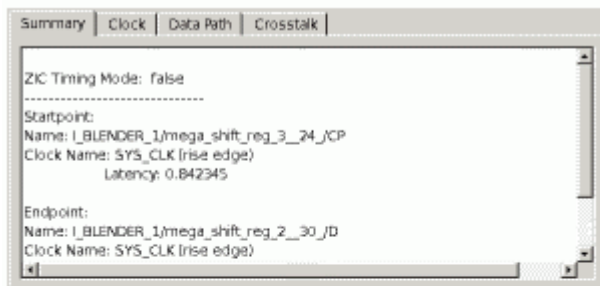 Summary Clock Data Path Crosstalk
ZIC Timing Mode: false
------------------------------
Startpoint:
Name: I_BLENDER_1/mega_shift_reg_3__24_/CP
Clock Name: SYS_CLK (rise edge)
Latency: 0.842345
Endpoint:
Name: I_BLENDER_1/mega_shift_reg_2__30_/D
Clock Name: SYS_CLK (rise edge)